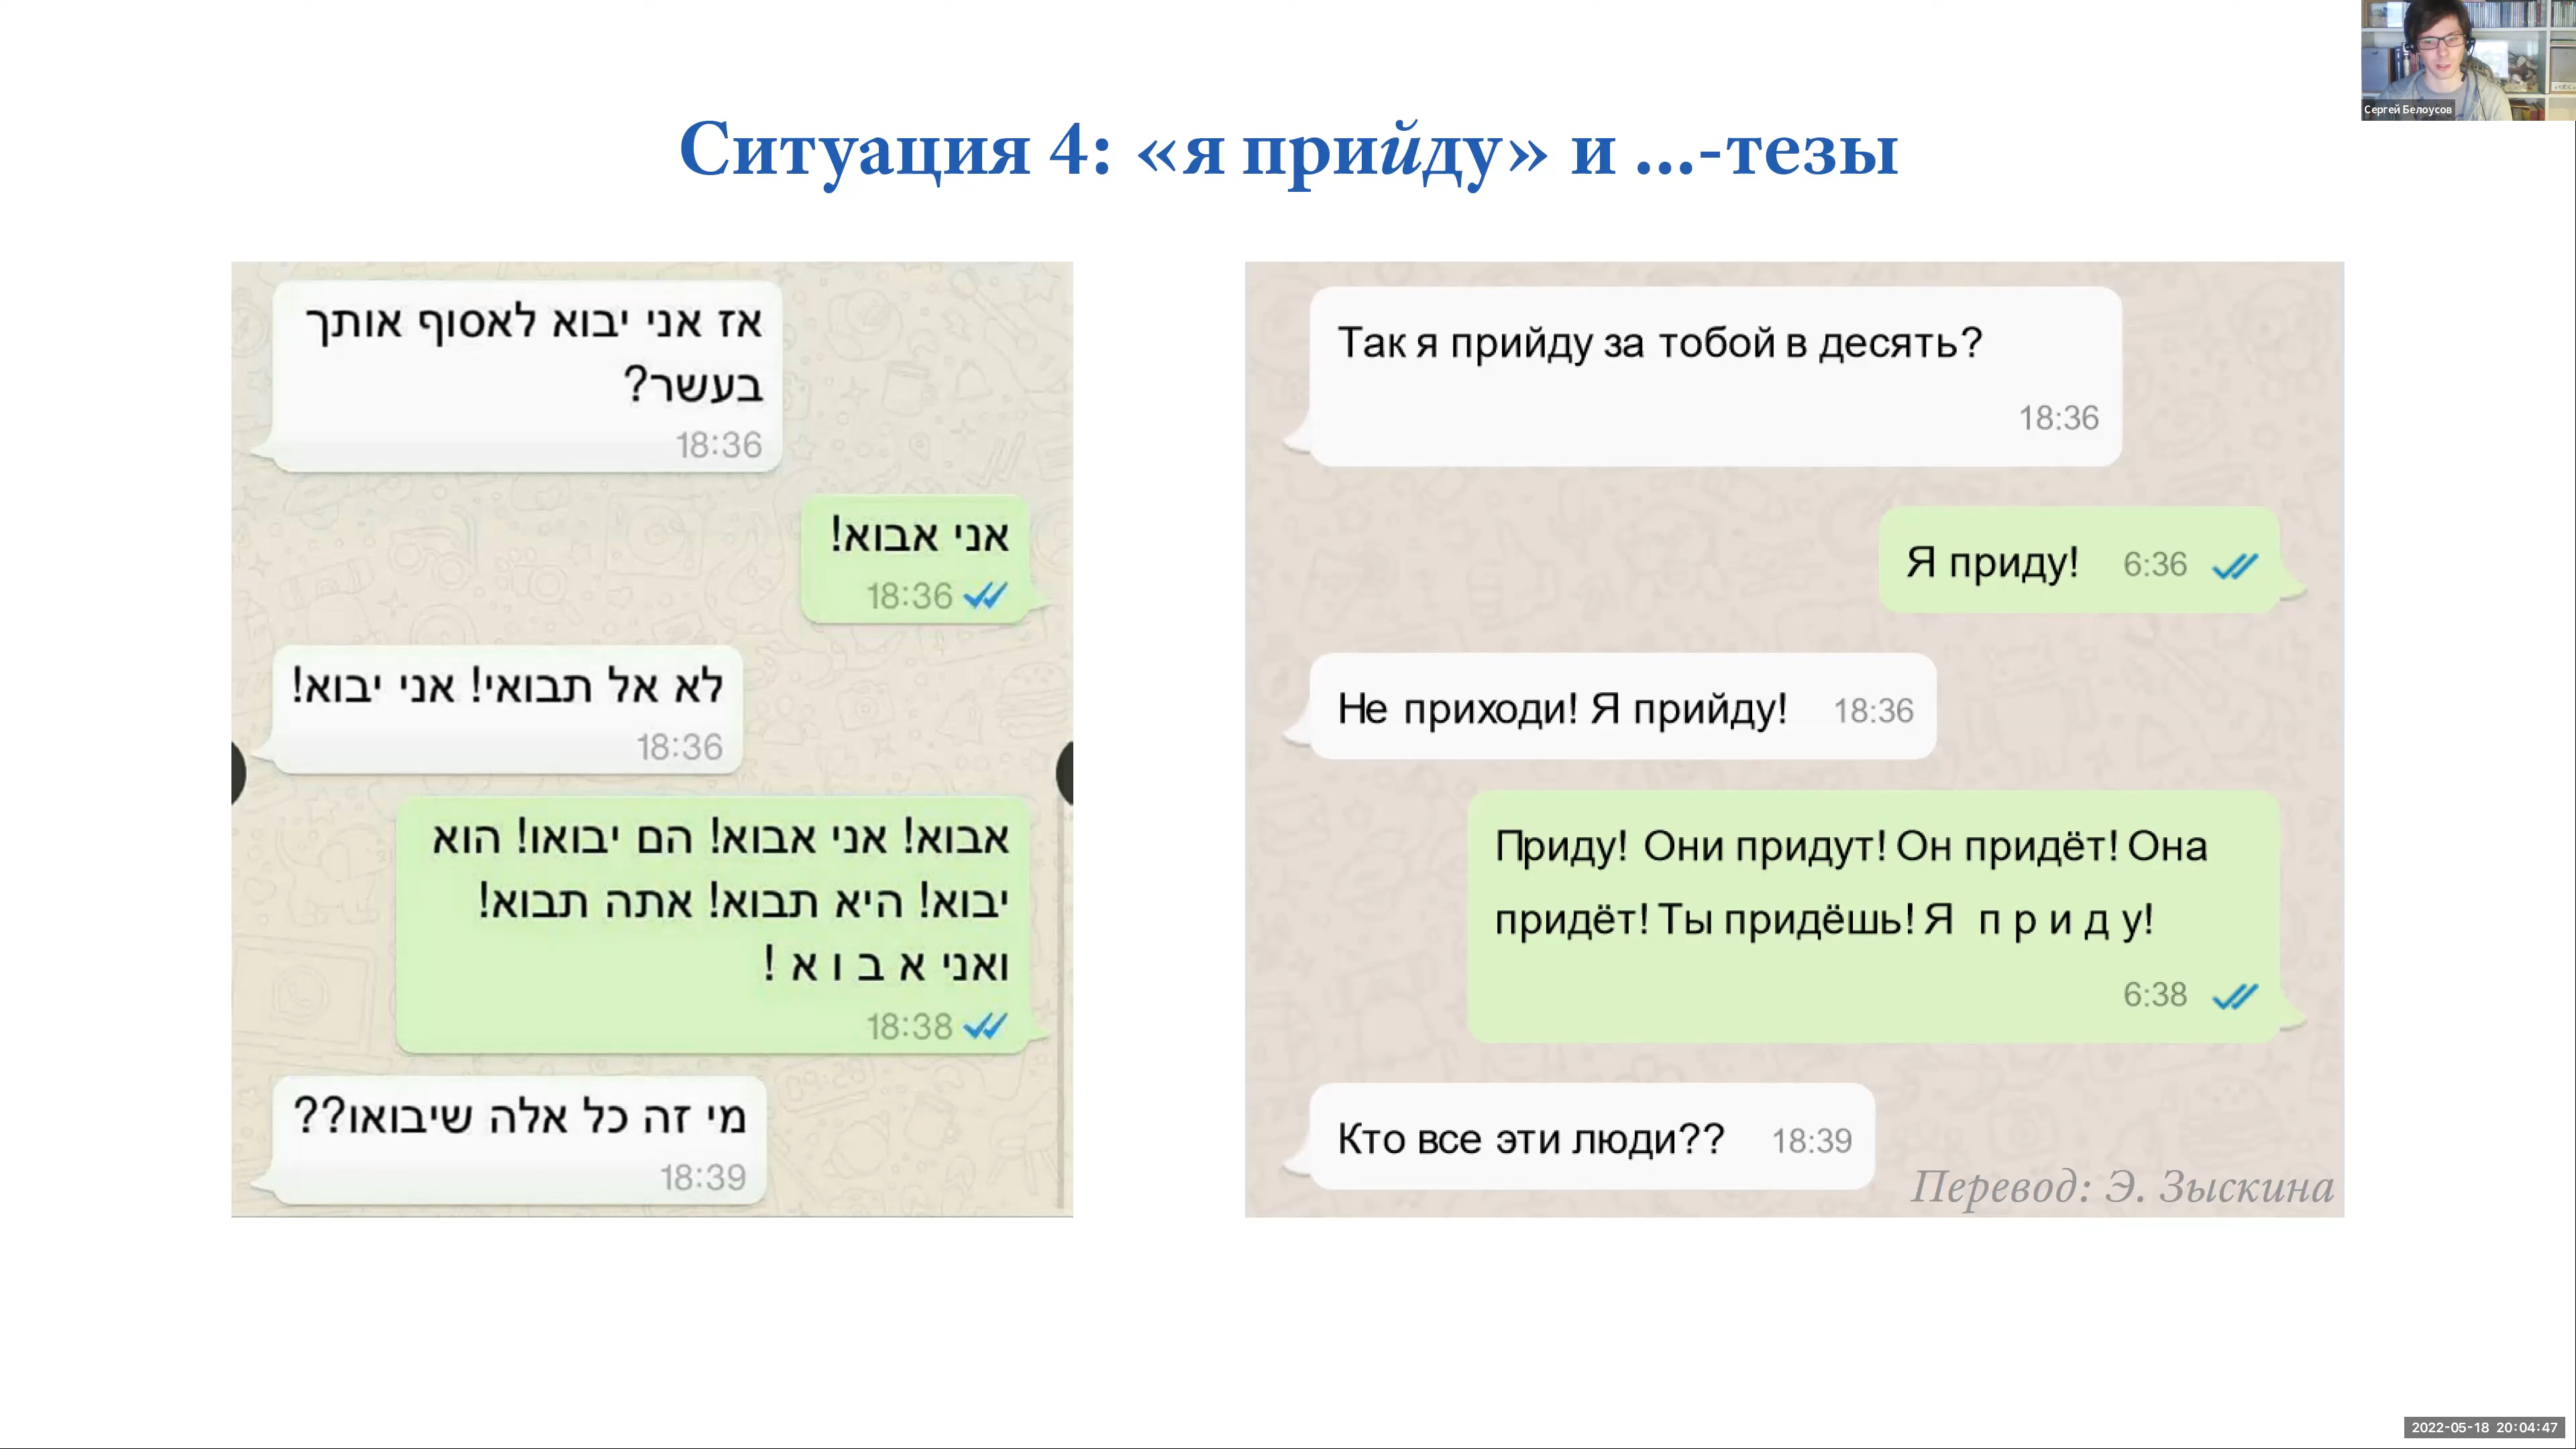 Сергей Белоусов
Ситуация 4: «я прийду» и ...-тезы
אז אני יבוא לאסוף אותך
בעשר?
18:36
אני אבוא!
18:36
לא אל תבואי! אני יבוא!
18:36
אבוא! אני אבוא! הם יבואו! הוא
יבוא! היא תבוא! אתה תבוא!
ואני א ב ו א !
18:38
מי זה כל אלה שיבואו??
18:39
Так я прийду за тобой в десять?
18:36
Я приду! 6:36
Не приходи! Я прийду! 18:36
Приду! Они придут! Он придёт! Она
придёт! Ты придёшь! Я п р и д у!
6:38
Кто все эти люди?? 18:39
Перевод: Э. Зыскина
2022-05-18 20:04:47